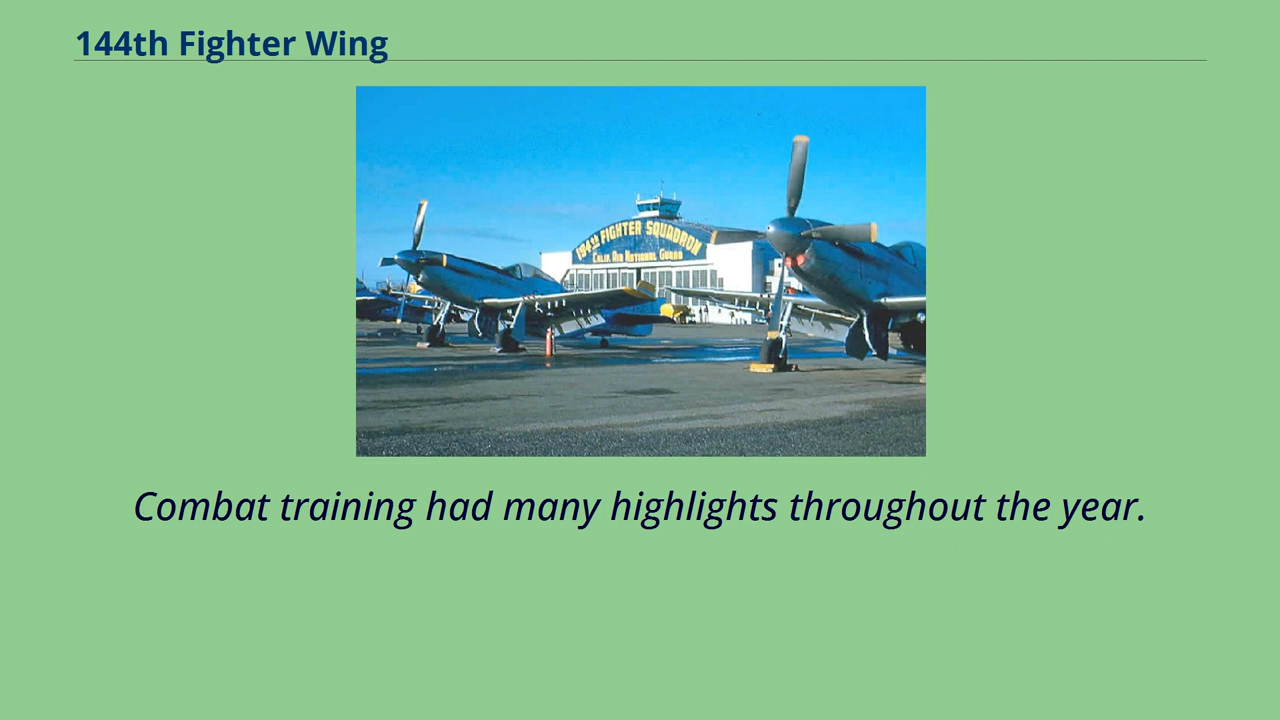 144th Fighter Wing
194th FIGHTER SQUADRON
CALIF. AIR NATIONAL GUARD
Combat training had many highlights throughout the year.